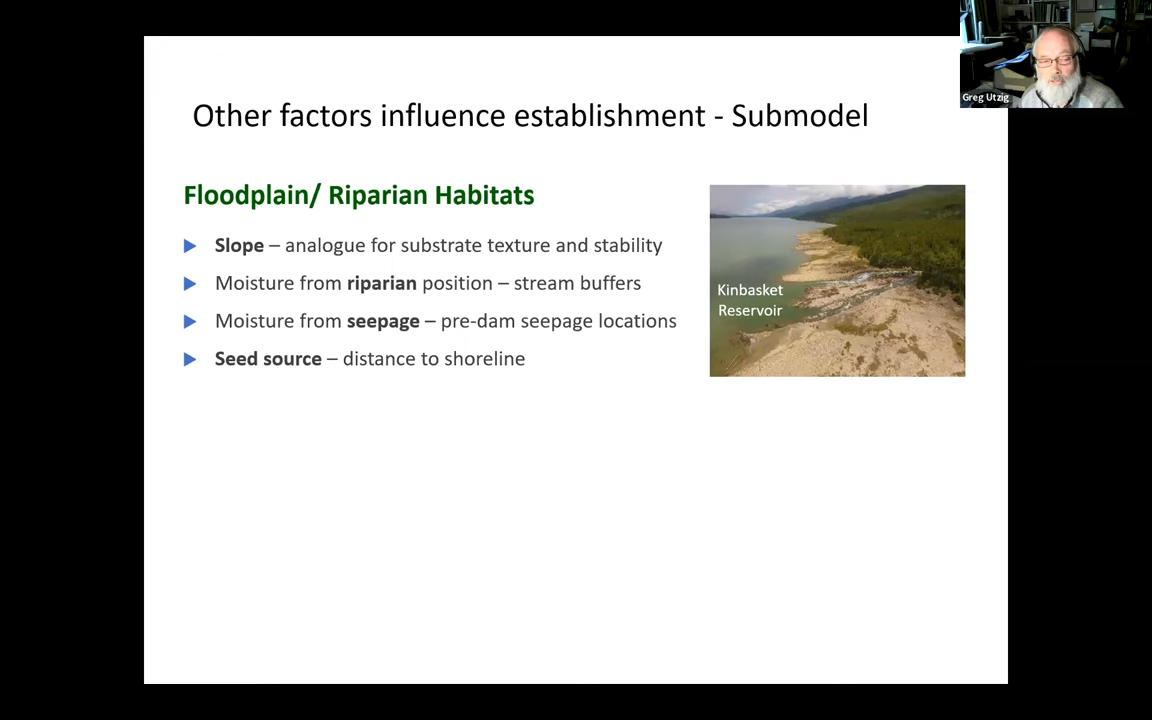 Greg Utzig
Other factors influence establishment - Submodel
Floodplain/ Riparian Habitats
Slope – analogue for substrate texture and stability
Moisture from riparian position – stream buffers
Moisture from seepage – pre-dam seepage locations
Seed source – distance to shoreline
Kinbasket
Reservoir